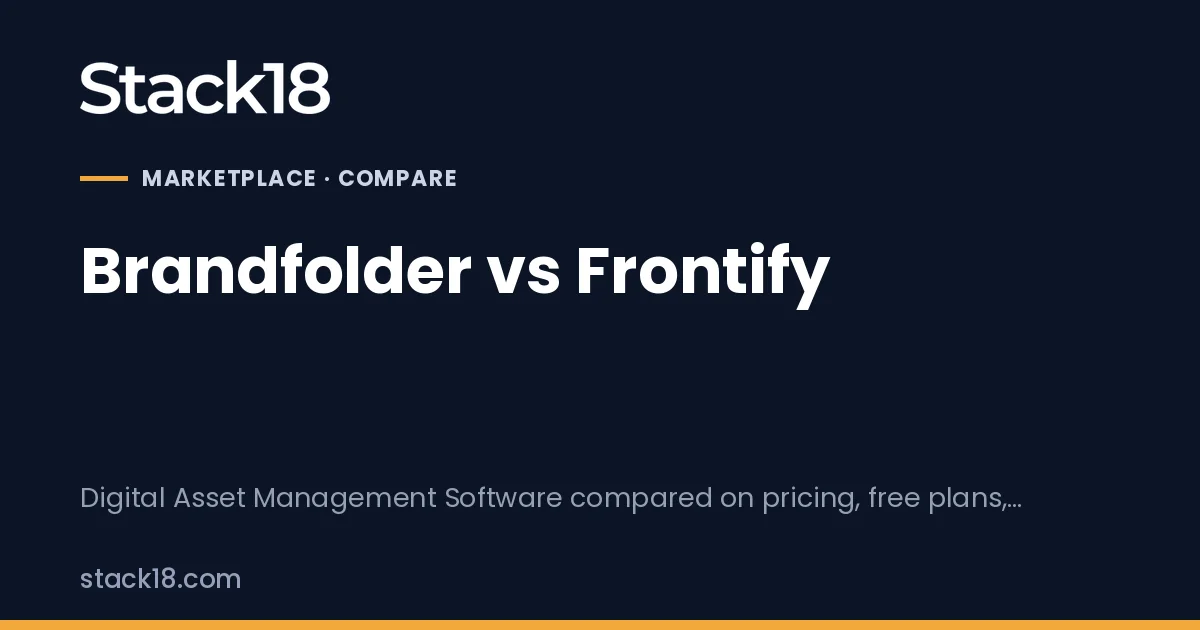 Stack18
MARKETPLACE · COMPARE
Brandfolder vs Frontify
Digital Asset Management Software compared on pricing, free plans,...
stack18.com